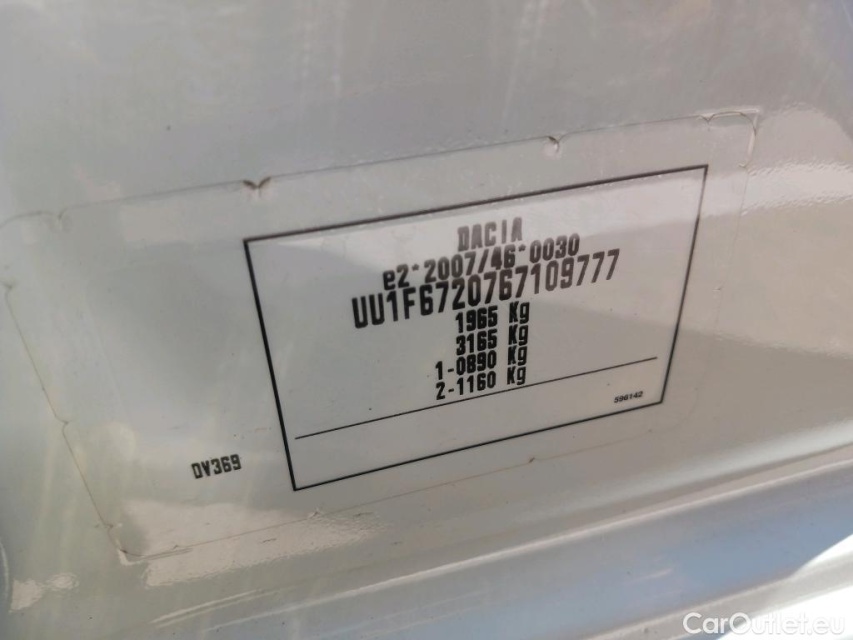 DACIA
e2*2007/46*0030
UU1F6720767109777
1965 Kg
3165 Kg
1-0890 Kg
2-1160 Kg
596142
DV369
CarOutlet.eu